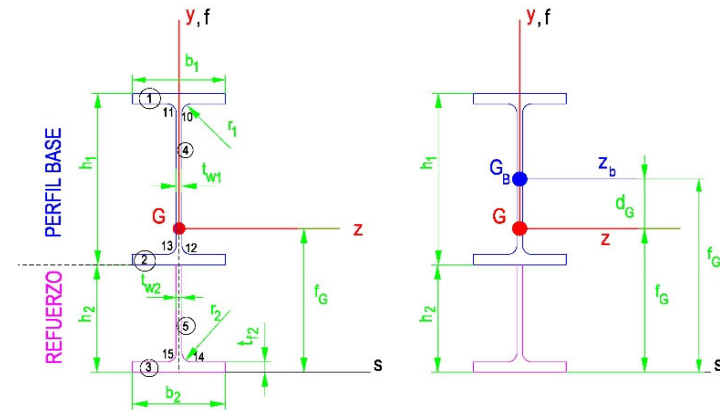 y, f
b1
1
11 10
r1
h1
4
tw1
PERFIL BASE
G
z
13 12
2
tw2
fG
h2
5
r2
REFUERZO
tf2
15 14
3
s
b2
y, f
h1
GB
zb
dG
G
z
fG
fG
h2
s